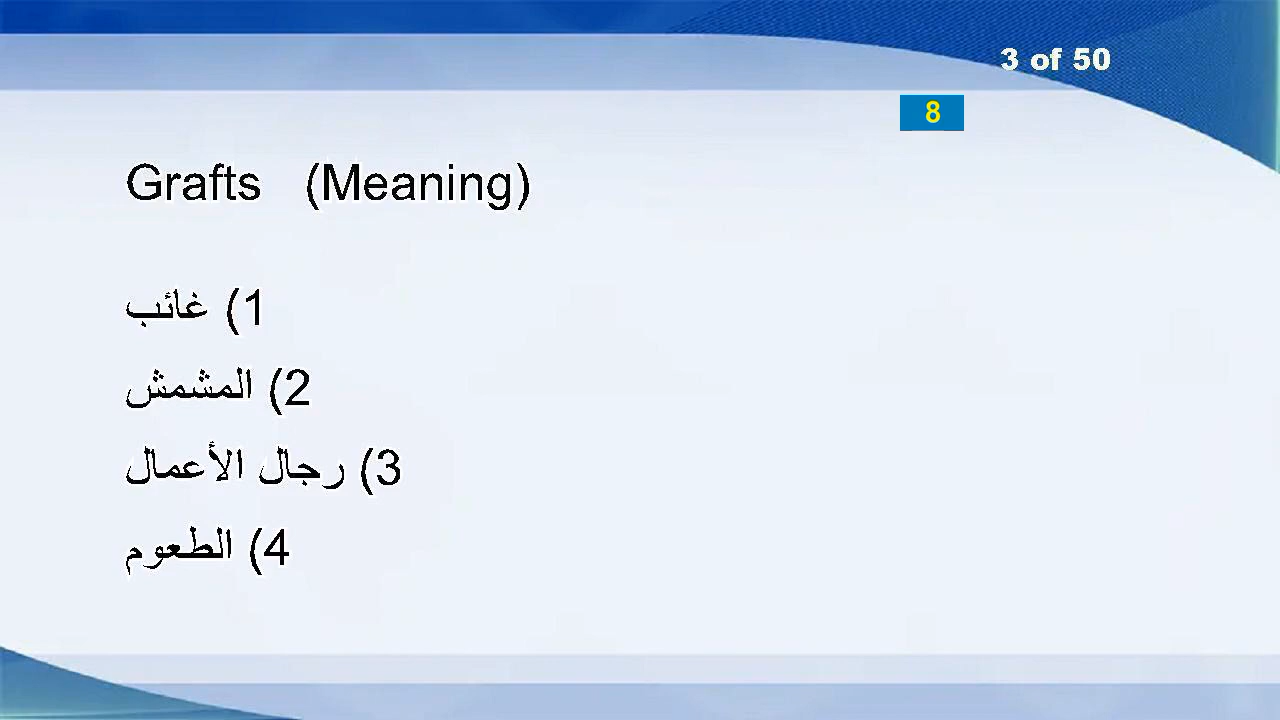 3 of 50
8
Grafts (Meaning)
1) غائب
2) المشمش
3) رجال الأعمال
4) الطعوم